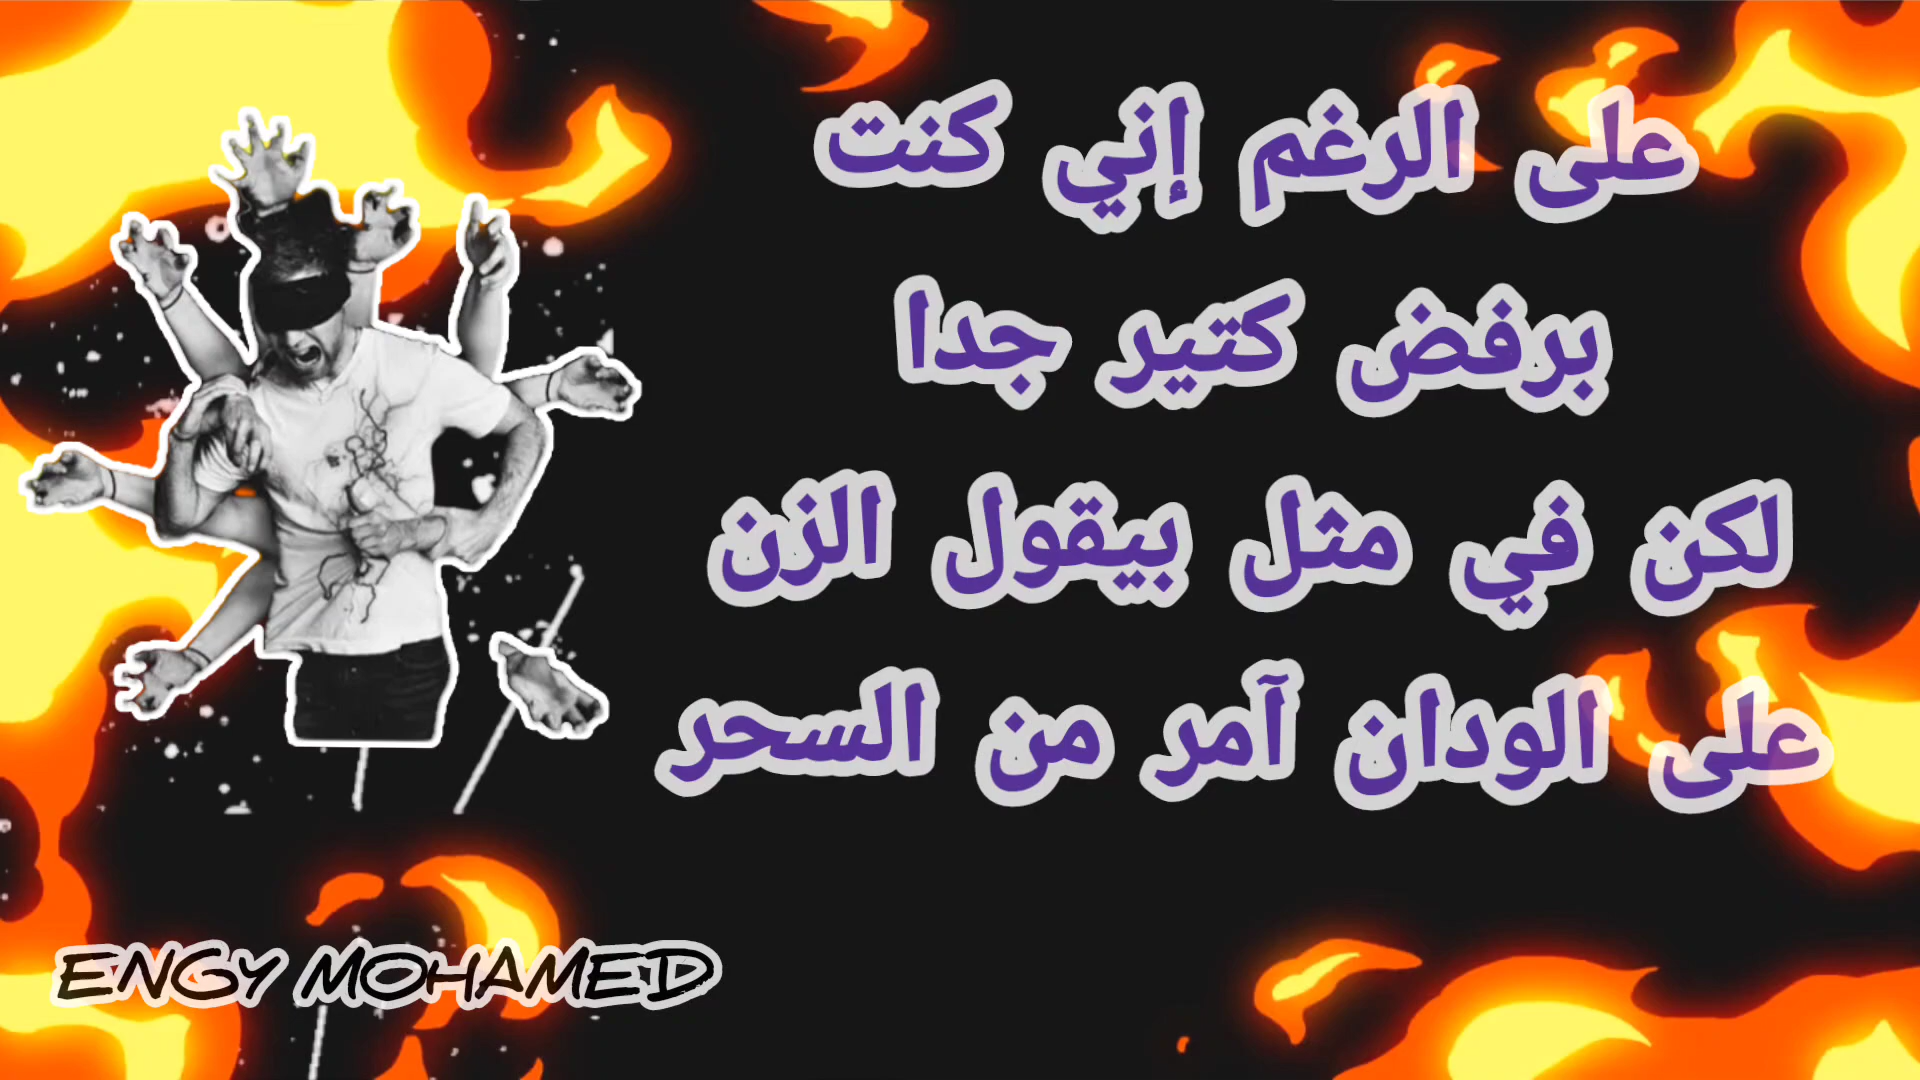 على الرغم إني كنت
برفض كتير جدا
لكن في مثل بيقول الزن
على الودان آمر من السحر
ENGY MOHAMED